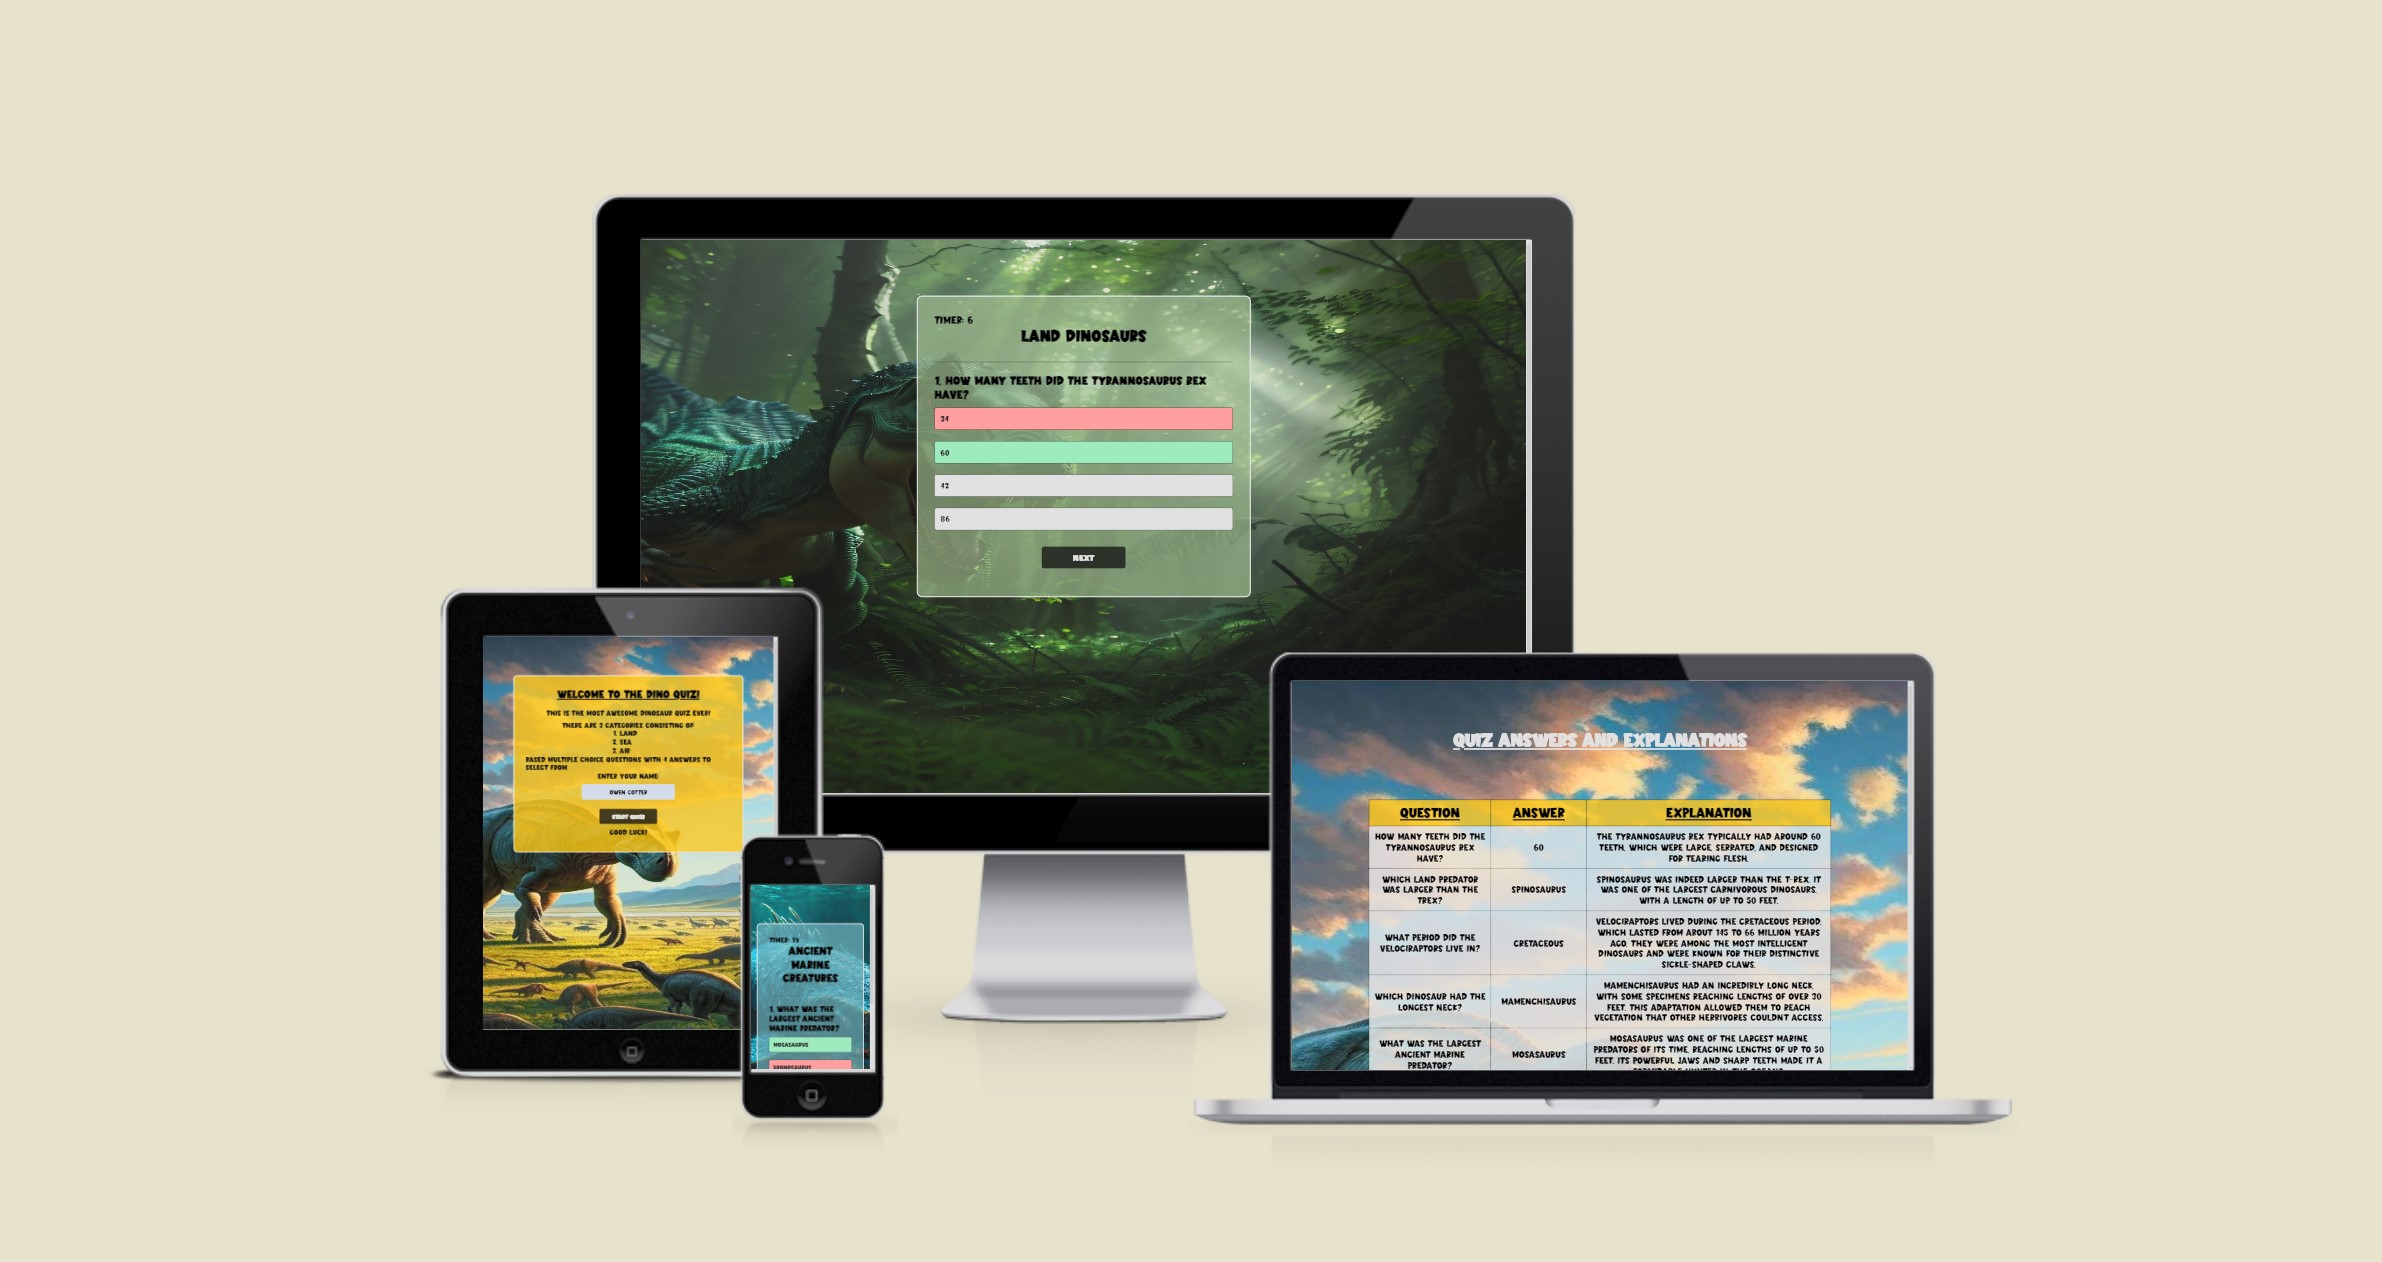 TIMER: 6
LAND DINOSAURS
1. HOW MANY TEETH DID THE TYRANNOSAURUS REX
HAVE?
34
60
42
86
NEXT
WELCOME TO THE DINO QUIZ!
THIS IS THE MOST AWESOME DINOSAUR QUIZ EVER!
THERE ARE 3 CATEGORIES CONSISTING OF:
1. LAND
2. SEA
3. AIR
BASED MULTIPLE CHOICE QUESTIONS WITH 4 ANSWERS TO
SELECT FROM.
ENTER YOUR NAME:
OWEN COTTER
START QUIZ!
GOOD LUCK!
TIMER: 15
ANCIENT
MARINE
CREATURES
1. WHAT WAS THE
LARGEST ANCIENT
MARINE PREDATOR?
MOSASAURUS
QUIZ ANSWERS AND EXPLANATIONS
QUESTION
ANSWER
EXPLANATION
HOW MANY TEETH DID THE
TYRANNOSAURUS REX
HAVE?
60
THE TYRANNOSAURUS REX TYPICALLY HAD AROUND 60
TEETH, WHICH WERE LARGE, SERRATED, AND DESIGNED
FOR TEARING FLESH.
WHICH LAND PREDATOR
WAS LARGER THAN THE
TREX?
SPINOSAURUS
SPINOSAURUS WAS INDEED LARGER THAN THE T-REX. IT
WAS ONE OF THE LARGEST CARNIVOROUS DINOSAURS,
WITH A LENGTH OF UP TO 50 FEET.
WHAT PERIOD DID THE
VELOCIRAPTORS LIVE IN?
CRETACEOUS
VELOCIRAPTORS LIVED DURING THE CRETACEOUS PERIOD,
WHICH LASTED FROM ABOUT 145 TO 66 MILLION YEARS
AGO. THEY WERE AMONG THE MOST INTELLIGENT
DINOSAURS AND WERE KNOWN FOR THEIR DISTINCTIVE
SICKLE-SHAPED CLAWS.
WHICH DINOSAUR HAD THE
LONGEST NECK?
MAMENCHISAURUS
MAMENCHISAURUS HAD AN INCREDIBLY LONG NECK,
WITH SOME SPECIMENS REACHING LENGTHS OF OVER 30
FEET. THIS ADAPTATION ALLOWED THEM TO REACH
VEGETATION THAT OTHER HERBIVORES COULDN'T ACCESS.
WHAT WAS THE LARGEST
ANCIENT MARINE
PREDATOR?
MOSASAURUS
MOSASAURUS WAS ONE OF THE LARGEST MARINE
PREDATORS OF ITS TIME, REACHING LENGTHS OF UP TO 50
FEET. ITS POWERFUL JAWS AND SHARP TEETH MADE IT A